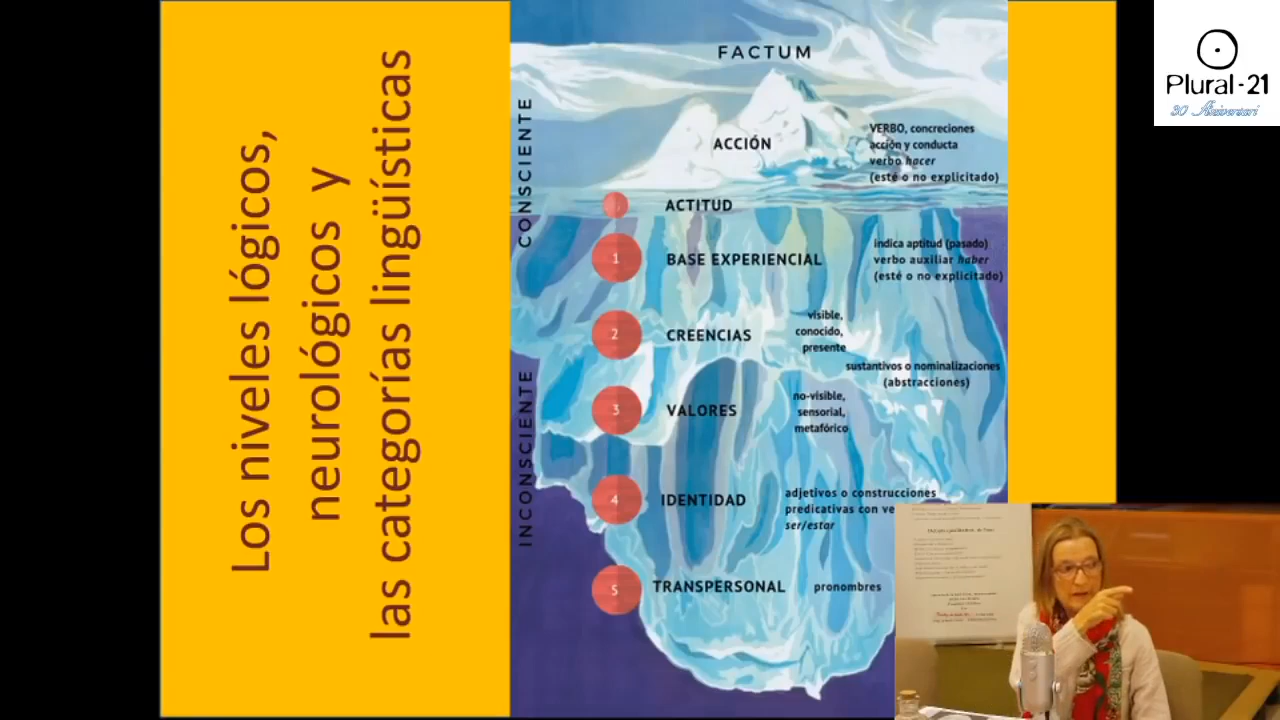 Los niveles lógicos,
neurológicos y
las categorías lingüísticas
FACTUM
CONSCIENTE
ACCIÓN
VERBO, concreciones
acción y conducta
verbo hacer
(esté o no explicitado)
ACTITUD
1
BASE EXPERIENCIAL
indica aptitud (pasado)
verbo auxiliar haber
(esté o no explicitado)
2
CREENCIAS
visible,
conocido,
presente
sustantivos o nominalizaciones
(abstracciones)
INCONSCIENTE
3
VALORES
no-visible,
sensorial,
metafórico
4
IDENTIDAD
adjetivos o construcciones
predicativas con
ser/estar
5
TRANSPERSONAL
pronombres
Plural-21
30 Aniversari